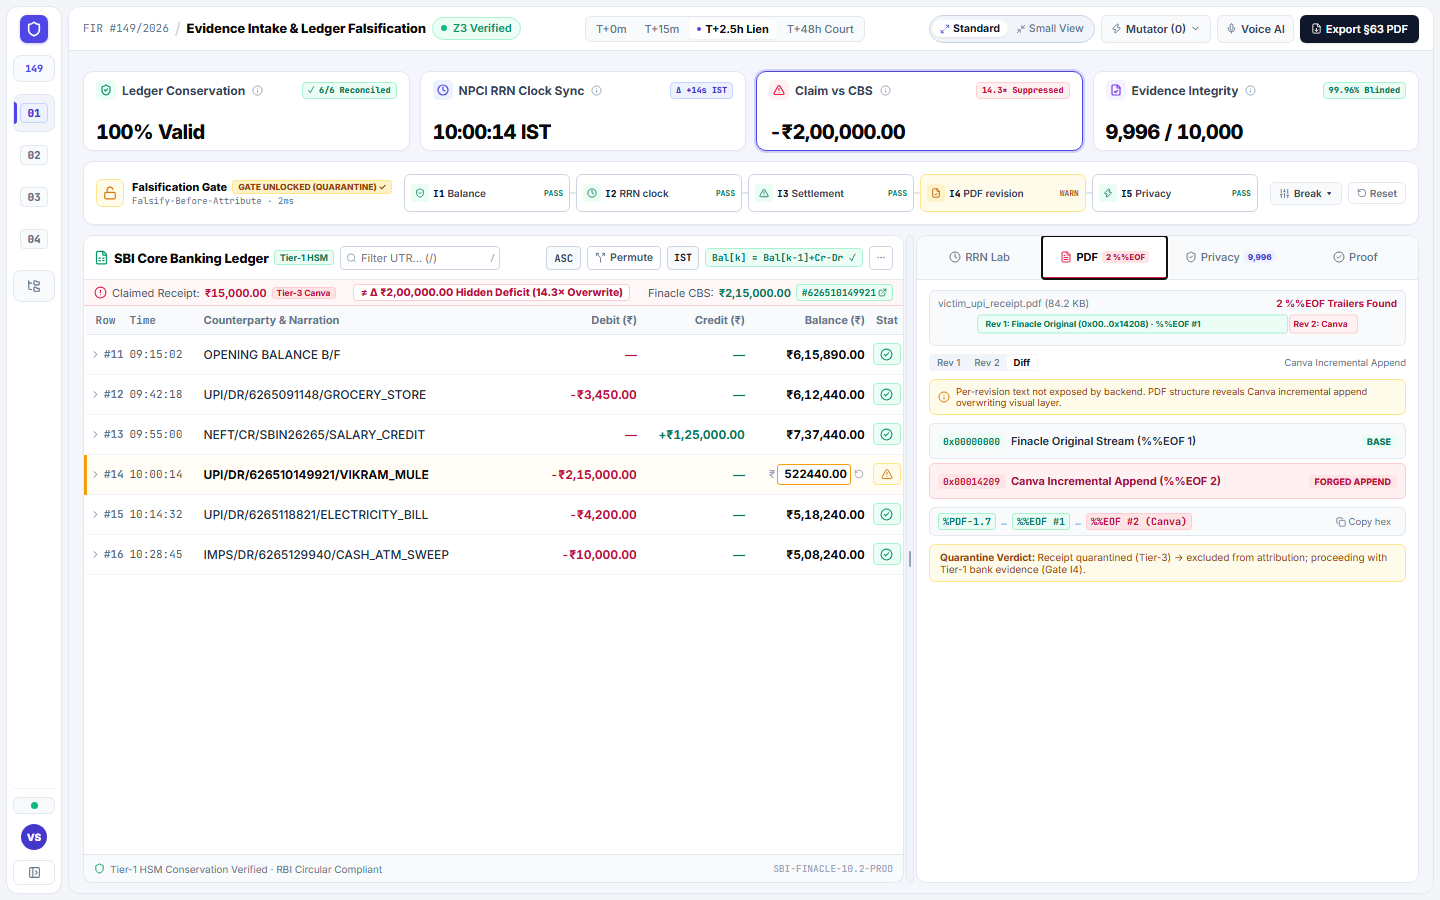 FIR #149/2026 / Evidence Intake & Ledger Falsification Z3 Verified T+0m T+15m T+2.5h Lien T+48h Court Standard Small View Mutator (0) Voice AI Export §63 PDF
149
01
02
03
04
VS
Ledger Conservation ✓ 6/6 Reconciled
100% Valid
NPCI RRN Clock Sync Δ +14s IST
10:00:14 IST
Claim vs CBS 14.3× Suppressed
-₹2,00,000.00
Evidence Integrity 99.96% Blinded
9,996 / 10,000
Falsification Gate GATE UNLOCKED (QUARANTINE) ✓
Falsify-Before-Attribute · 2ms
I1 Balance PASS
I2 RRN clock PASS
I3 Settlement PASS
I4 PDF revision WARN
I5 Privacy PASS
Break ▾ Reset
SBI Core Banking Ledger Tier-1 HSM Filter UTR... (/) / ASC Permute IST Bal[k] = Bal[k-1]+Cr-Dr ✓ ...
Claimed Receipt: ₹15,000.00 Tier-3 Canva ≠ Δ ₹2,00,000.00 Hidden Deficit (14.3× Overwrite) Finacle CBS: ₹2,15,000.00 #626510149921
Row Time Counterparty & Narration Debit (₹) Credit (₹) Balance (₹) Stat
#11 09:15:02 OPENING BALANCE B/F — — ₹6,15,890.00
#12 09:42:18 UPI/DR/6265091148/GROCERY_STORE -₹3,450.00 — ₹6,12,440.00
#13 09:55:00 NEFT/CR/SBIN26265/SALARY_CREDIT — +₹1,25,000.00 ₹7,37,440.00
#14 10:00:14 UPI/DR/626510149921/VIKRAM_MULE -₹2,15,000.00 — ₹ 522440.00
#15 10:14:32 UPI/DR/6265118821/ELECTRICITY_BILL -₹4,200.00 — ₹5,18,240.00
#16 10:28:45 IMPS/DR/6265129940/CASH_ATM_SWEEP -₹10,000.00 — ₹5,08,240.00
Tier-1 HSM Conservation Verified · RBI Circular Compliant SBI-FINACLE-10.2-PROD
RRN Lab PDF 2 %%EOF Privacy 9,996 Proof
victim_upi_receipt.pdf (84.2 KB) 2 %%EOF Trailers Found
Rev 1: Finacle Original (0x00..0x14208) · %%EOF #1 Rev 2: Canva
Rev 1 Rev 2 Diff Canva Incremental Append
Per-revision text not exposed by backend. PDF structure reveals Canva incremental append
overwriting visual layer.
0x00000000 Finacle Original Stream (%%EOF 1) BASE
0x00014209 Canva Incremental Append (%%EOF 2) FORGED APPEND
%PDF-1.7 … %%EOF #1 … %%EOF #2 (Canva) Copy hex
Quarantine Verdict: Receipt quarantined (Tier-3) → excluded from attribution; proceeding with
Tier-1 bank evidence (Gate I4).